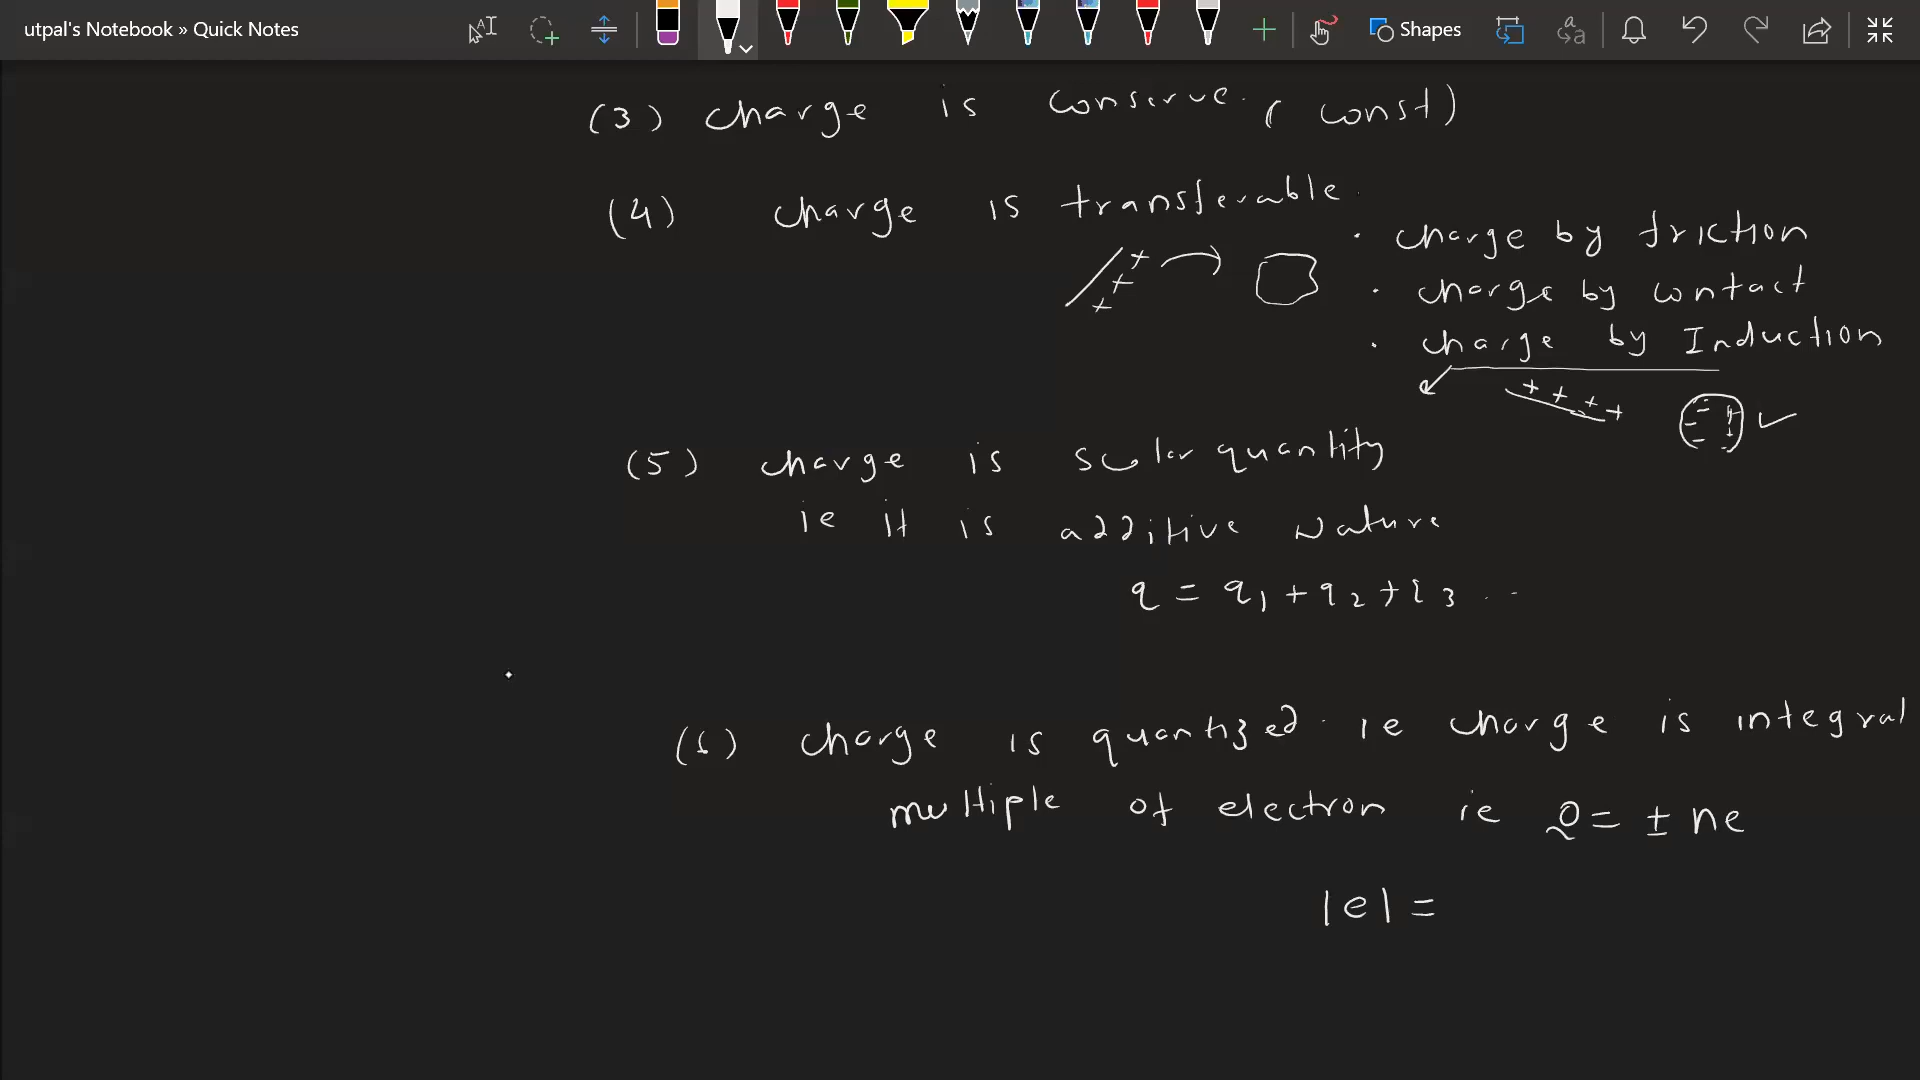 utpal's Notebook » Quick Notes
Shapes
(3) charge is conserve. (const)
(4) charge is transferable.
. charge by friction
. charge by contact
. charge by Induction
+ + +
+ + + +
(5) charge is scalar quantity
ie it is additive Nature
q = q1 + q2 + q3 ...
(6) charge is quantized. ie charge is integral
multiple of electron ie Q = ± ne
|e| =